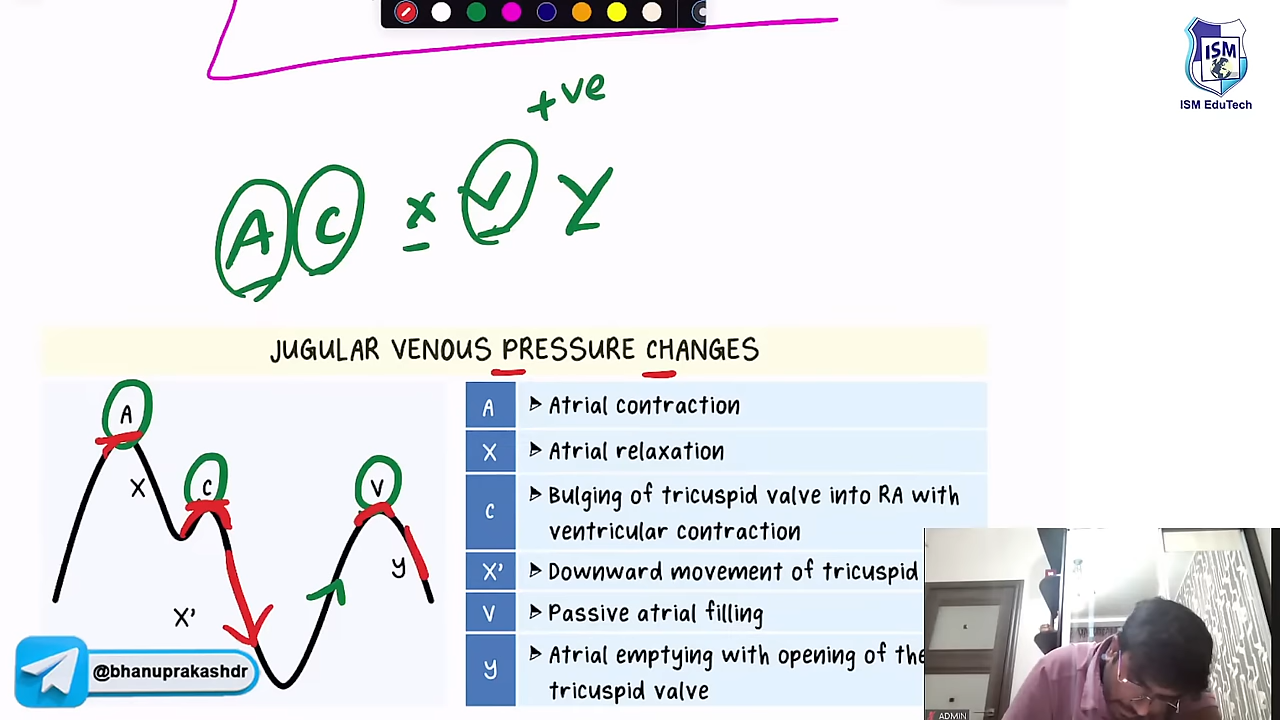 ISM
ISM EduTech
+ve
A C x V Y
JUGULAR VENOUS PRESSURE CHANGES
A
X
C
X'
V
y
A
➤ Atrial contraction
X
➤ Atrial relaxation
C
➤ Bulging of tricuspid valve into RA with
ventricular contraction
X'
➤ Downward movement of tricuspid
V
➤ Passive atrial filling
y
➤ Atrial emptying with opening of the
tricuspid valve
@bhanuprakashdr
ADMIN